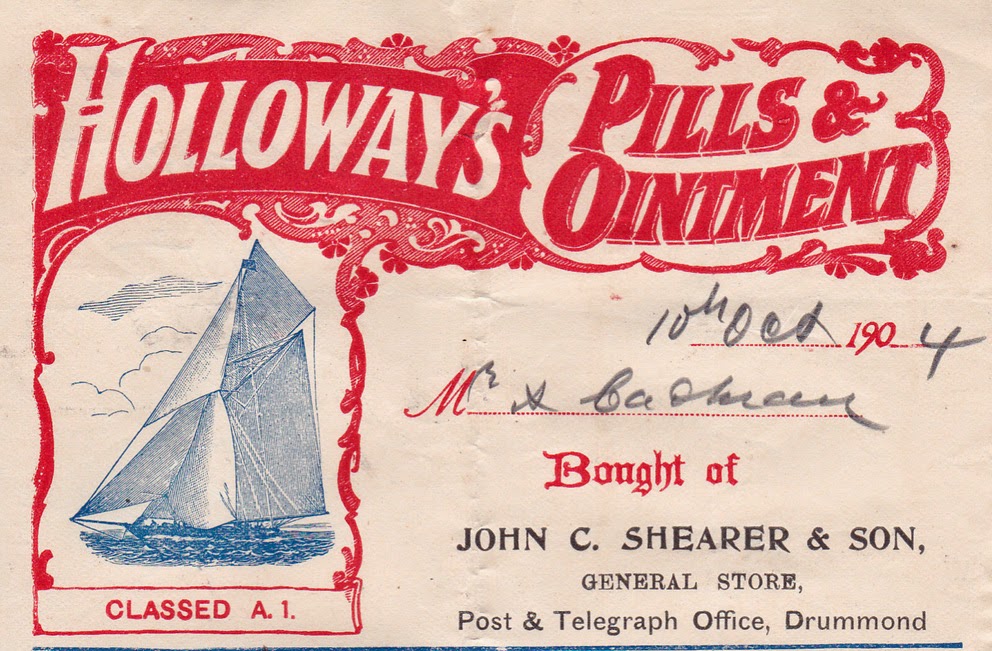 HOLLOWAY'S
PILLS &
OINTMENT
10th Oct 1904
Mr
Bought of
JOHN C. SHEARER & SON,
GENERAL STORE,
Post & Telegraph Office, Drummond
CLASSED A. 1.